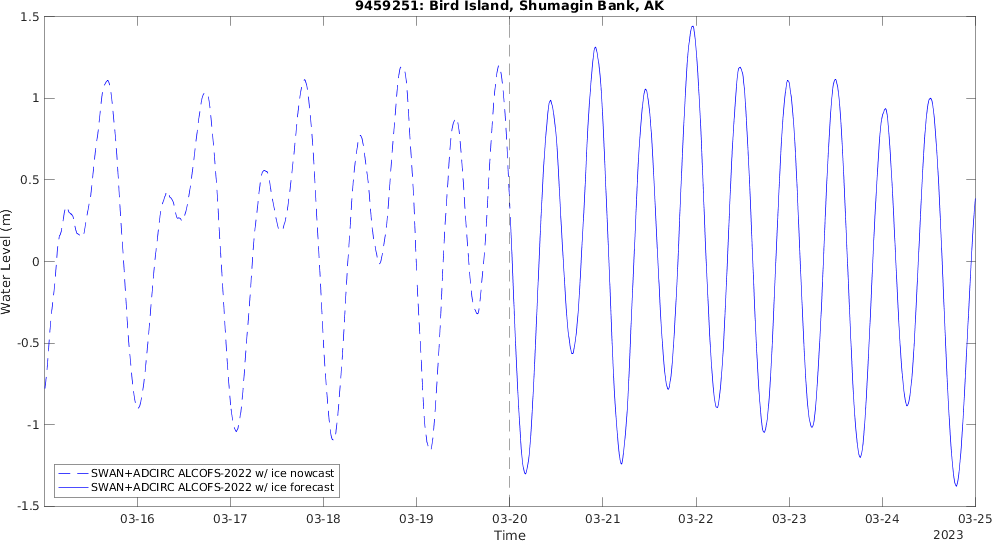 9459251: Bird Island, Shumagin Bank, AK
1.5
1
0.5
0
-0.5
-1
-1.5
Water Level (m)
SWAN+ADCIRC ALCOFS-2022 w/ ice nowcast
SWAN+ADCIRC ALCOFS-2022 w/ ice forecast
03-16 03-17 03-18 03-19 03-20 03-21 03-22 03-23 03-24 03-25
Time
2023